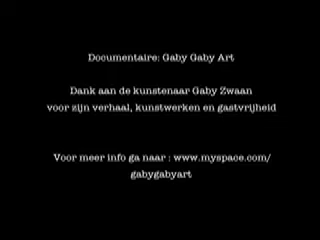 Documentaire: Gaby Gaby Art
Dank aan de kunstenaar Gaby Zwaan
voor zijn verhaal, kunstwerken en gastvrijheid
Voor meer info ga naar : www.myspace.com/
gabygabyart